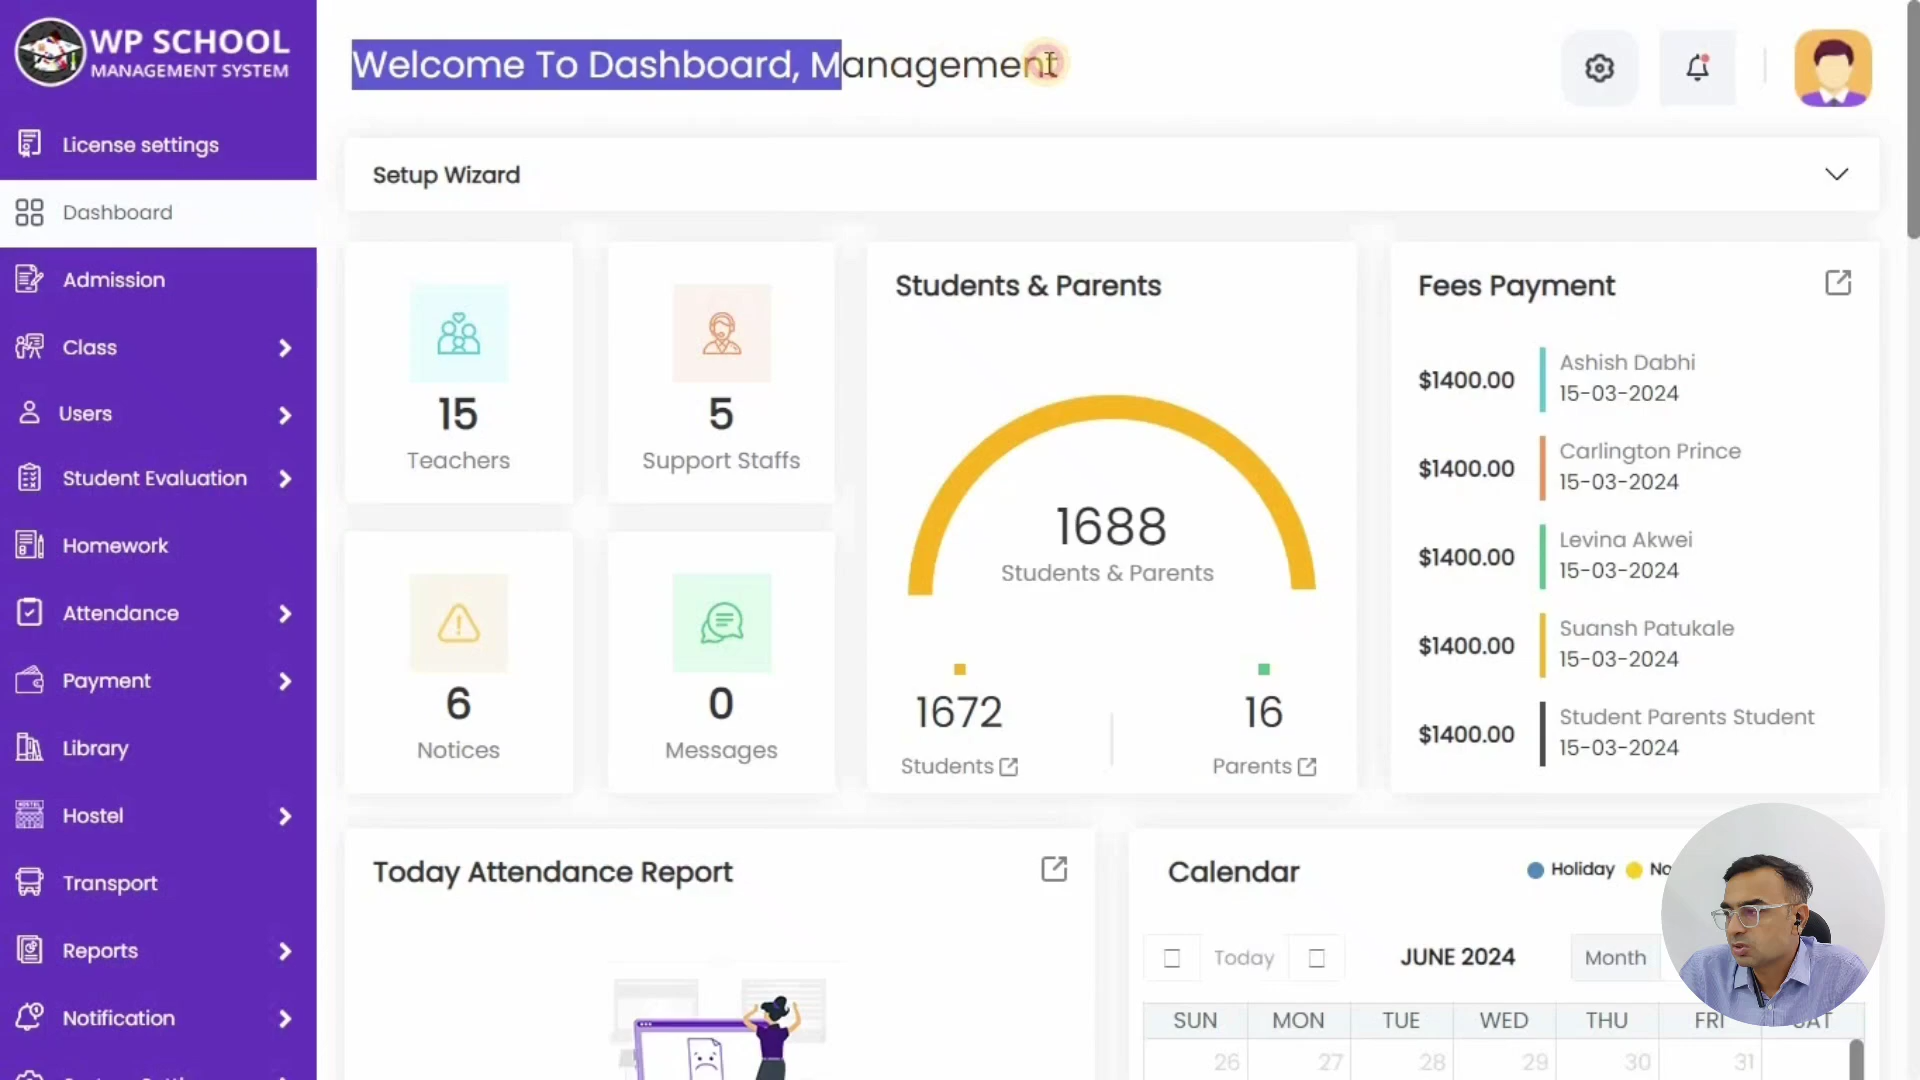 WP SCHOOL
MANAGEMENT SYSTEM
License settings
Dashboard
Admission
Class
Users
Student Evaluation
Homework
Attendance
Payment
Library
Hostel
Transport
Reports
Notification
Welcome To Dashboard, Management
Setup Wizard
15
Teachers
5
Support Staffs
6
Notices
0
Messages
Students & Parents
1688
Students & Parents
1672
Students
16
Parents
Fees Payment
$1400.00
Ashish Dabhi
15-03-2024
$1400.00
Carlington Prince
15-03-2024
$1400.00
Levina Akwei
15-03-2024
$1400.00
Suansh Patukale
15-03-2024
$1400.00
Student Parents Student
15-03-2024
Today Attendance Report
Calendar
Holiday
Today
JUNE 2024
Month
SUN MON TUE WED THU FRI SAT
26 27 28 29 30 31